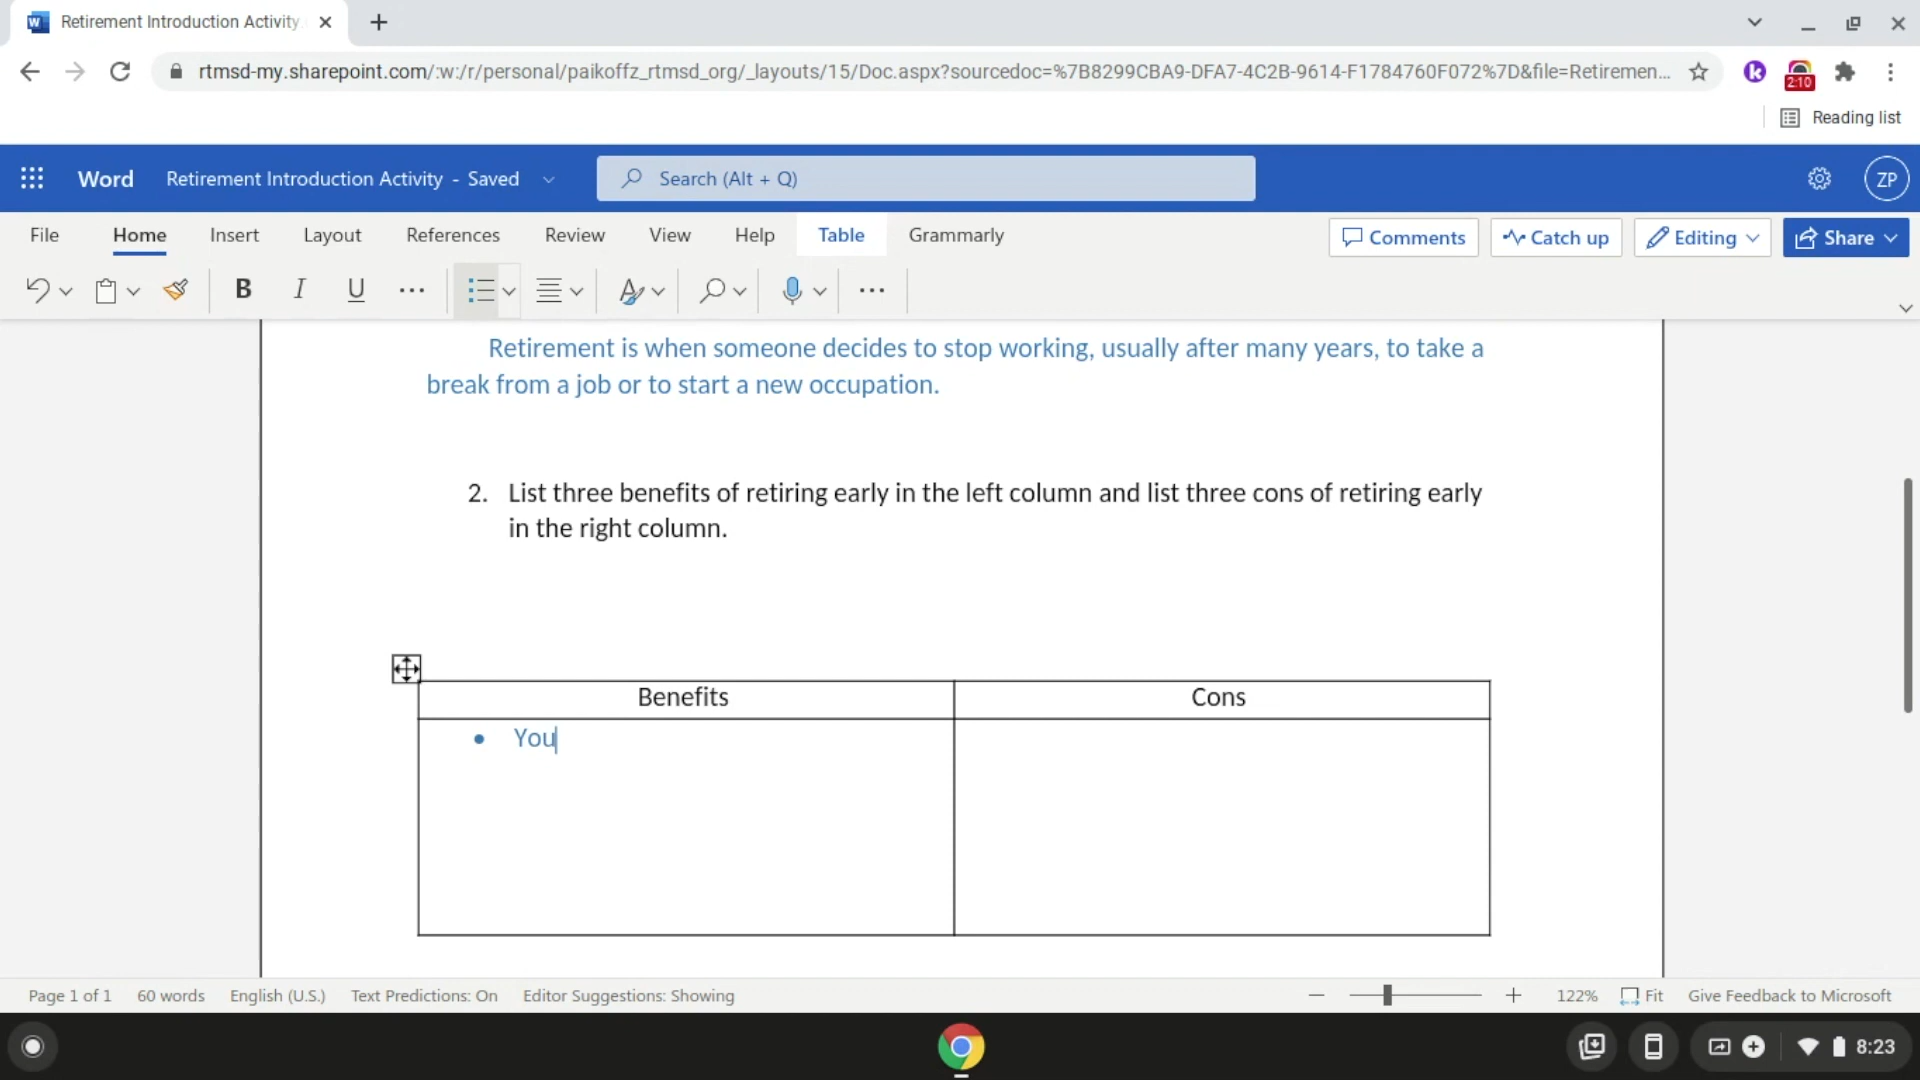 Retirement Introduction Activity
rtmsd-my.sharepoint.com/:w:/r/personal/paikoffz_rtmsd_org/_layouts/15/Doc.aspx?sourcedoc=%7B8299CBA9-DFA7-4C2B-9614-F1784760F072%7D&file=Retiremen...
k
2:10
Reading list
Word
Retirement Introduction Activity - Saved
Search (Alt + Q)
ZP
File Home Insert Layout References Review View Help Table Grammarly
Comments Catch up Editing Share
B I U
Retirement is when someone decides to stop working, usually after many years, to take a
break from a job or to start a new occupation.
2. List three benefits of retiring early in the left column and list three cons of retiring early
in the right column.
Benefits Cons
• You
Page 1 of 1 60 words English (U.S.) Text Predictions: On Editor Suggestions: Showing 122% Fit Give Feedback to Microsoft
8:23